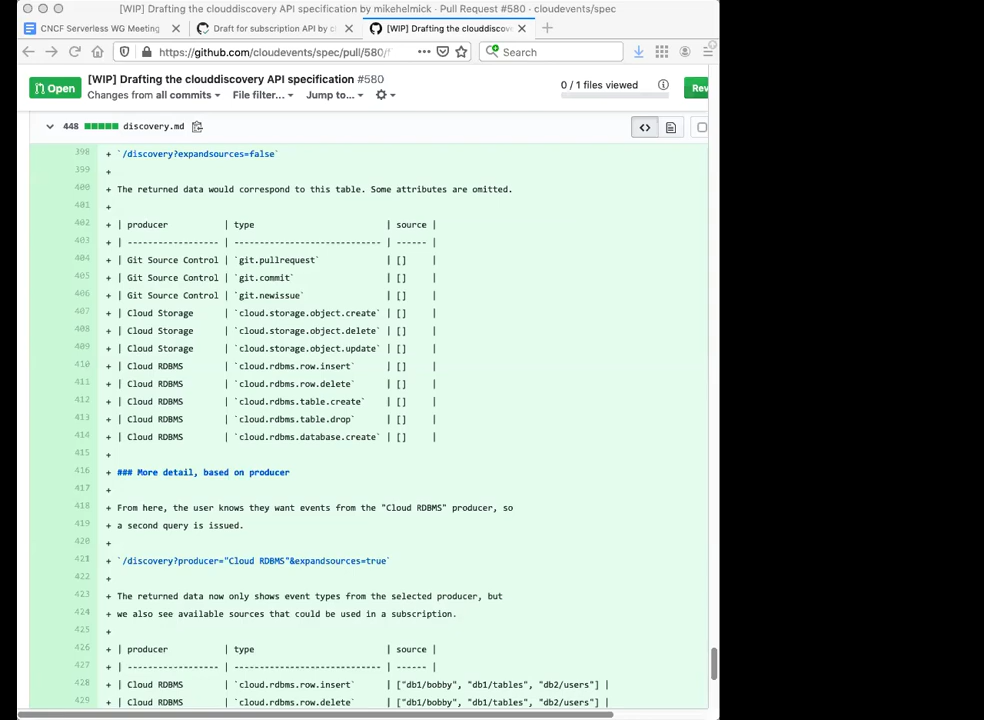 [WIP] Drafting the clouddiscovery API specification by mikehelmick · Pull Request #580 · cloudevents/spec
CNCF Serverless WG Meeting
Draft for subscription API by cl
[WIP] Drafting the clouddiscov
https://github.com/cloudevents/spec/pull/580/f
Search
Open
[WIP] Drafting the clouddiscovery API specification #580
Changes from all commits
File filter...
Jump to...
0 / 1 files viewed
Rev
448
discovery.md
398 + `/discovery?expandsources=false`
399 +
400 + The returned data would correspond to this table. Some attributes are omitted.
401 +
402 + | producer | type | source |
403 + | ------------------ | ----------------------------- | ------ |
404 + | Git Source Control | `git.pullrequest` | [] |
405 + | Git Source Control | `git.commit` | [] |
406 + | Git Source Control | `git.newissue` | [] |
407 + | Cloud Storage | `cloud.storage.object.create` | [] |
408 + | Cloud Storage | `cloud.storage.object.delete` | [] |
409 + | Cloud Storage | `cloud.storage.object.update` | [] |
410 + | Cloud RDBMS | `cloud.rdbms.row.insert` | [] |
411 + | Cloud RDBMS | `cloud.rdbms.row.delete` | [] |
412 + | Cloud RDBMS | `cloud.rdbms.table.create` | [] |
413 + | Cloud RDBMS | `cloud.rdbms.table.drop` | [] |
414 + | Cloud RDBMS | `cloud.rdbms.database.create` | [] |
415 +
416 + ### More detail, based on producer
417 +
418 + From here, the user knows they want events from the "Cloud RDBMS" producer, so
419 + a second query is issued.
420 +
421 + `/discovery?producer="Cloud RDBMS"&expandsources=true`
422 +
423 + The returned data now only shows event types from the selected producer, but
424 + we also see available sources that could be used in a subscription.
425 +
426 + | producer | type | source |
427 + | ------------------ | ----------------------------- | ------ |
428 + | Cloud RDBMS | `cloud.rdbms.row.insert` | ["db1/bobby", "db1/tables", "db2/users"] |
429 + | Cloud RDBMS | `cloud.rdbms.row.delete` | ["db1/bobby", "db1/tables", "db2/users"] |